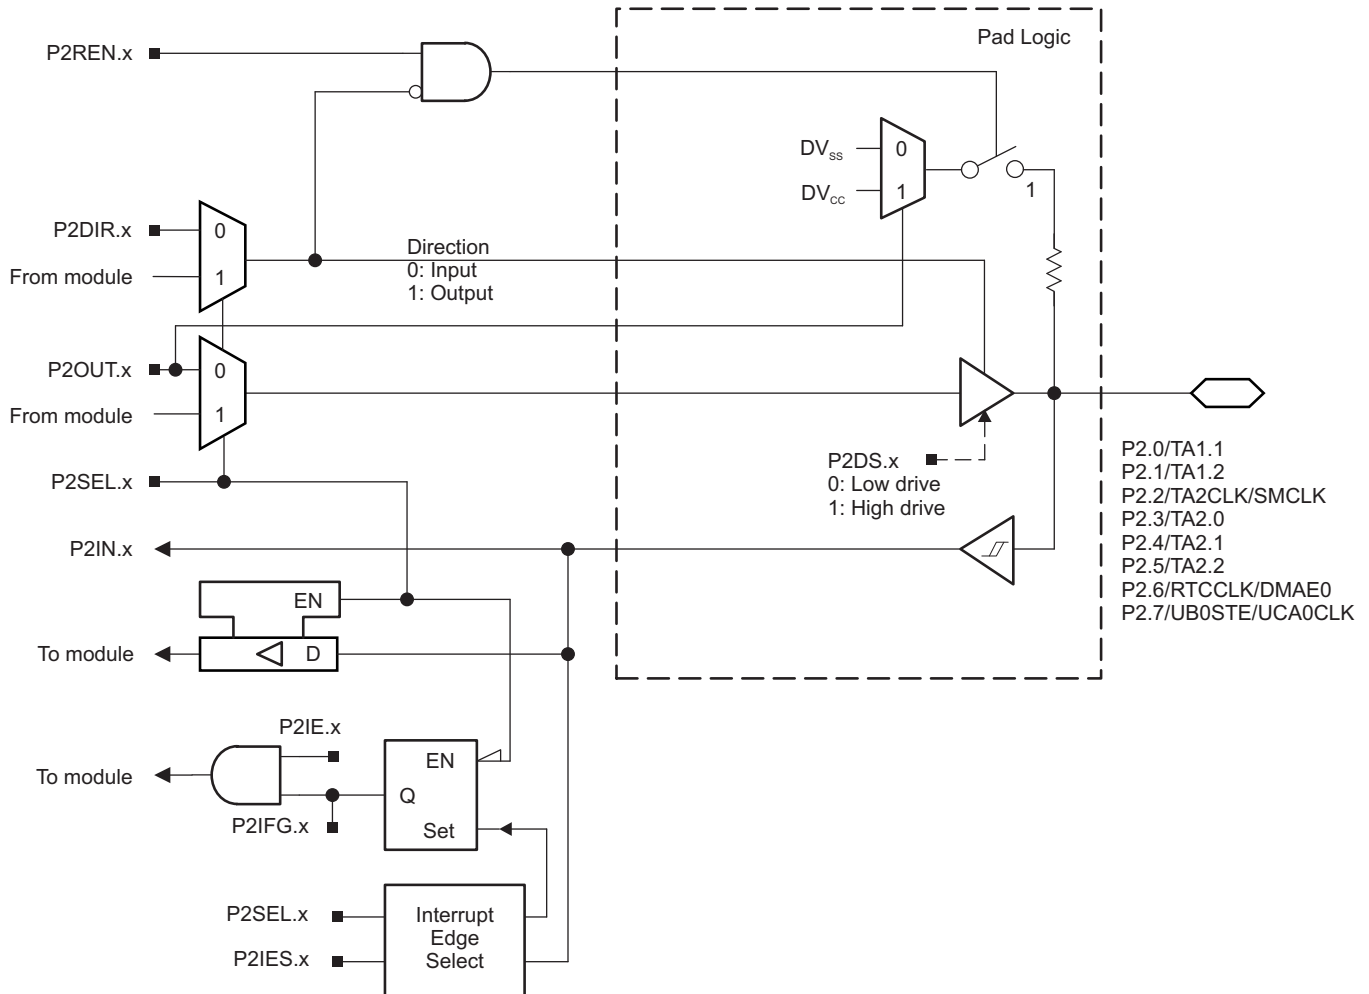 P2REN.x
Pad Logic
DVSS
0
DVCC
1
1
P2DIR.x
0
From module
1
Direction
0: Input
1: Output
P2OUT.x
0
From module
1
P2SEL.x
P2DS.x
0: Low drive
1: High drive
P2.0/TA1.1
P2.1/TA1.2
P2.2/TA2CLK/SMCLK
P2.3/TA2.0
P2.4/TA2.1
P2.5/TA2.2
P2.6/RTCCLK/DMAE0
P2.7/UB0STE/UCA0CLK
P2IN.x
EN
To module
D
P2IE.x
EN
To module
Q
P2IFG.x
Set
P2SEL.x
P2IES.x
Interrupt
Edge
Select